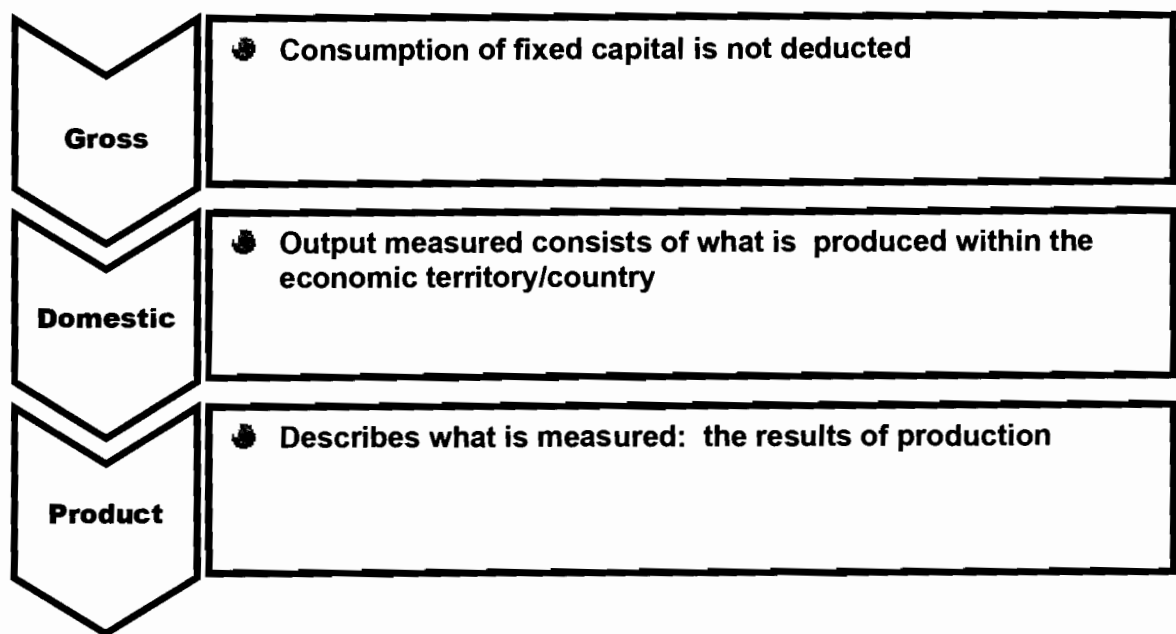 Gross
Consumption of fixed capital is not deducted
Domestic
Output measured consists of what is produced within the
economic territory/country
Product
Describes what is measured: the results of production